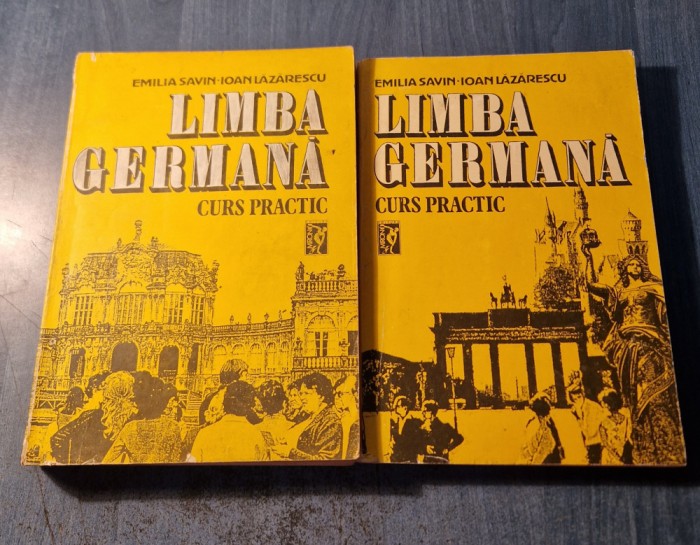 EMILIA SAVIN·IOAN LĂZĂRESCU
LIMBA
GERMANĂ
CURS PRACTIC
EMILIA SAVIN·IOAN LĂZĂRESCU
LIMBA
GERMANĂ
CURS PRACTIC